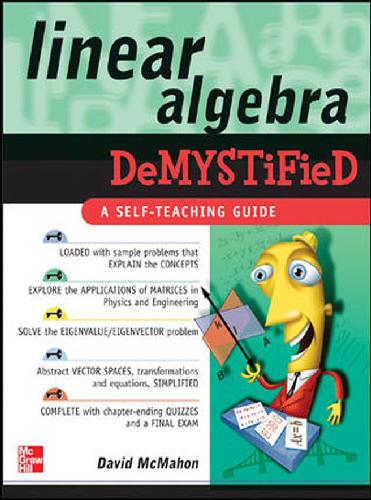 linear
algebra
DeMYSTiFieD
A SELF-TEACHING GUIDE
LOADED with sample problems that
EXPLAIN the CONCEPTS
EXPLORE the APPLICATIONS of MATRICES in
Physics and Engineering
SOLVE the EIGENVALUE/EIGENVECTOR problem
Abstract VECTOR SPACES, transformations
and equations, SIMPLIFIED
COMPLETE with chapter-ending QUIZZES
and a FINAL EXAM
A
B
Ax=b
Mc
Graw
Hill
David McMahon